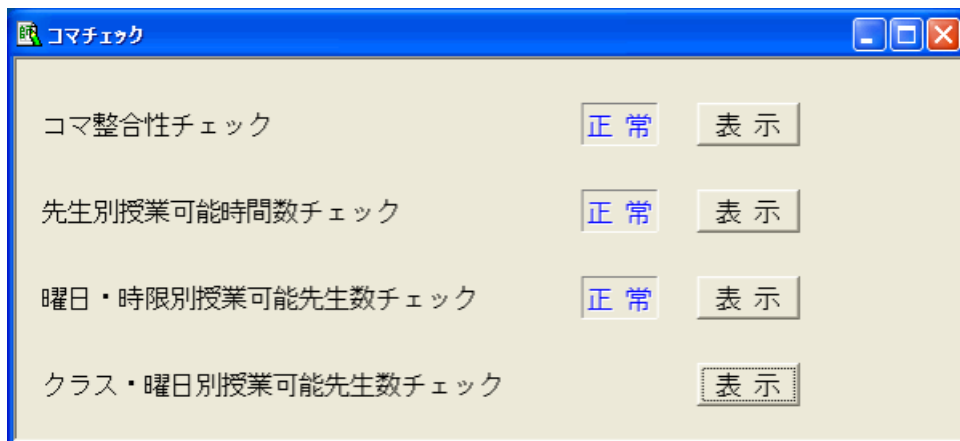 コマチェック
コマ整合性チェック 正常 表示
先生別授業可能時間数チェック 正常 表示
曜日・時限別授業可能先生数チェック 正常 表示
クラス・曜日別授業可能先生数チェック 表示